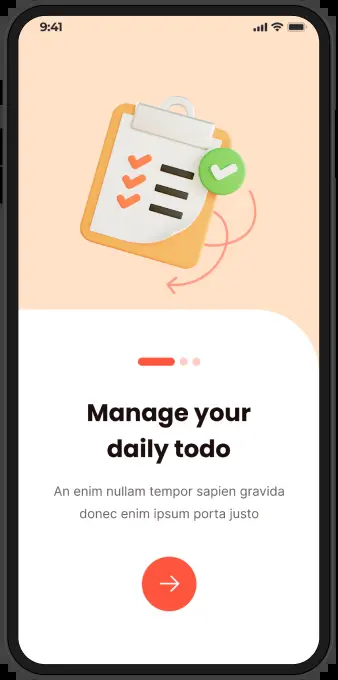 9:41
Manage your
daily todo
An enim nullam tempor sapien gravida
donec enim ipsum porta justo